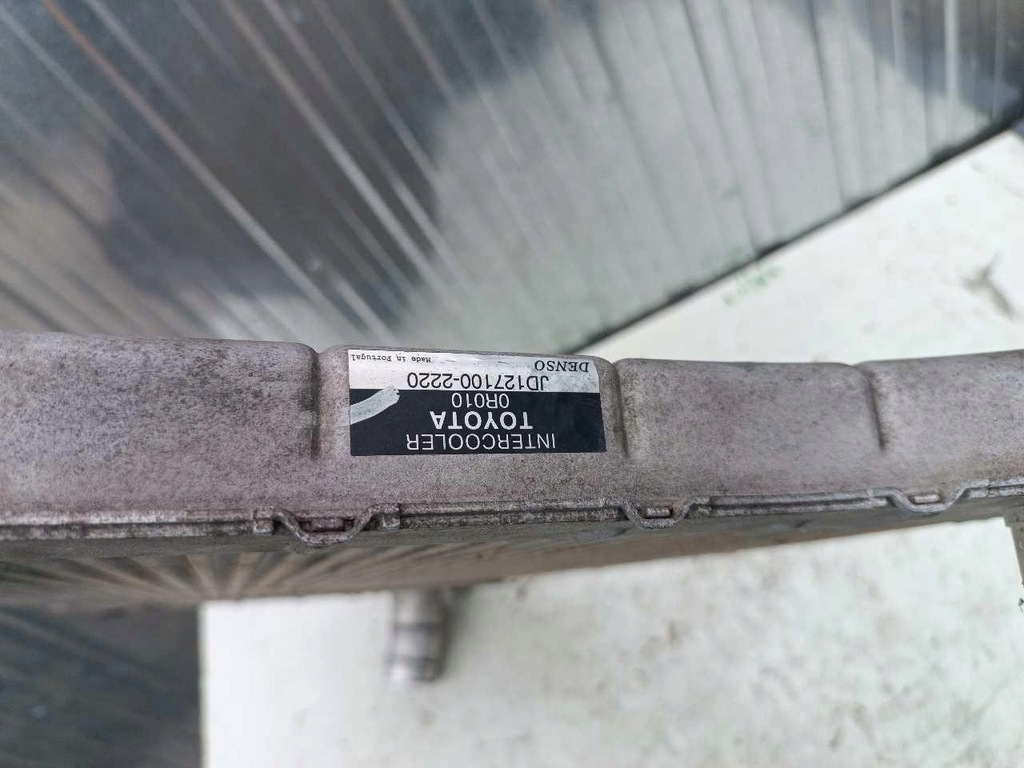 INTERCOOLER
TOYOTA
0R010
JD127100-2220
DENSO Made in Portugal